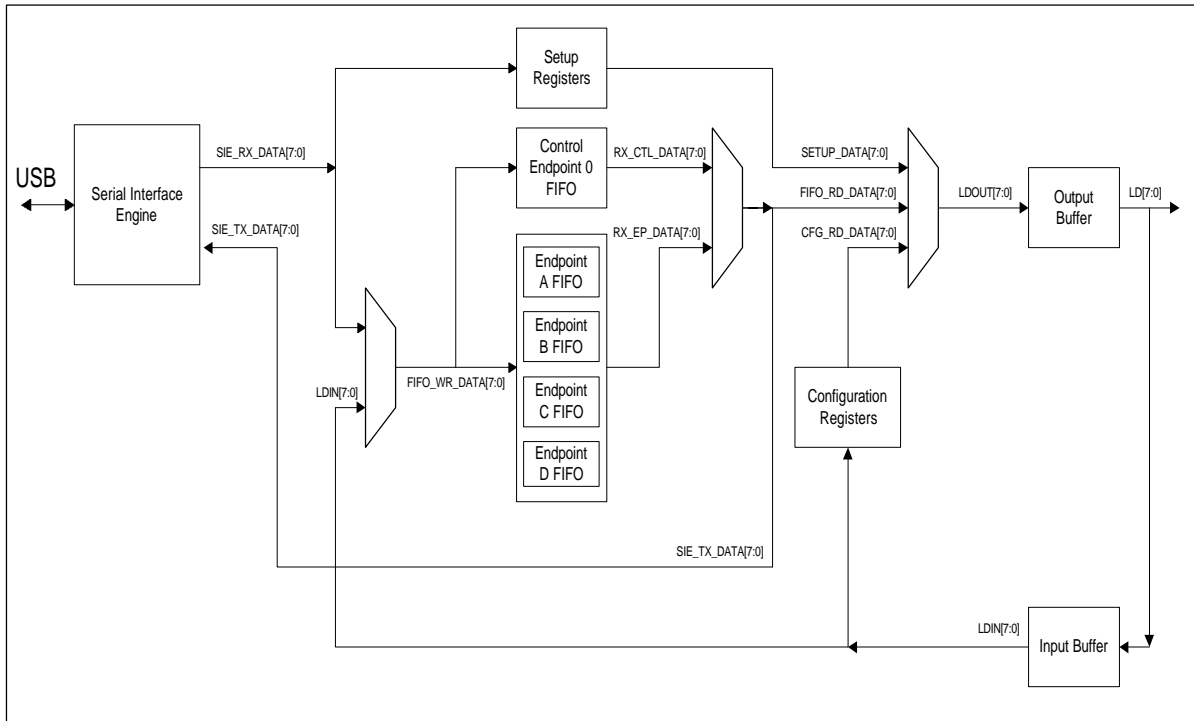 Setup
Registers
SIE_RX_DATA[7:0]
Control
Endpoint 0
FIFO
RX_CTL_DATA[7:0]
SETUP_DATA[7:0]
USB
Serial Interface
Engine
FIFO_RD_DATA[7:0]
LDOUT[7:0]
Output
Buffer
LD[7:0]
SIE_TX_DATA[7:0]
RX_EP_DATA[7:0]
CFG_RD_DATA[7:0]
Endpoint
A FIFO
Endpoint
B FIFO
LDIN[7:0]
FIFO_WR_DATA[7:0]
Endpoint
C FIFO
Configuration
Registers
Endpoint
D FIFO
SIE_TX_DATA[7:0]
LDIN[7:0]
Input Buffer